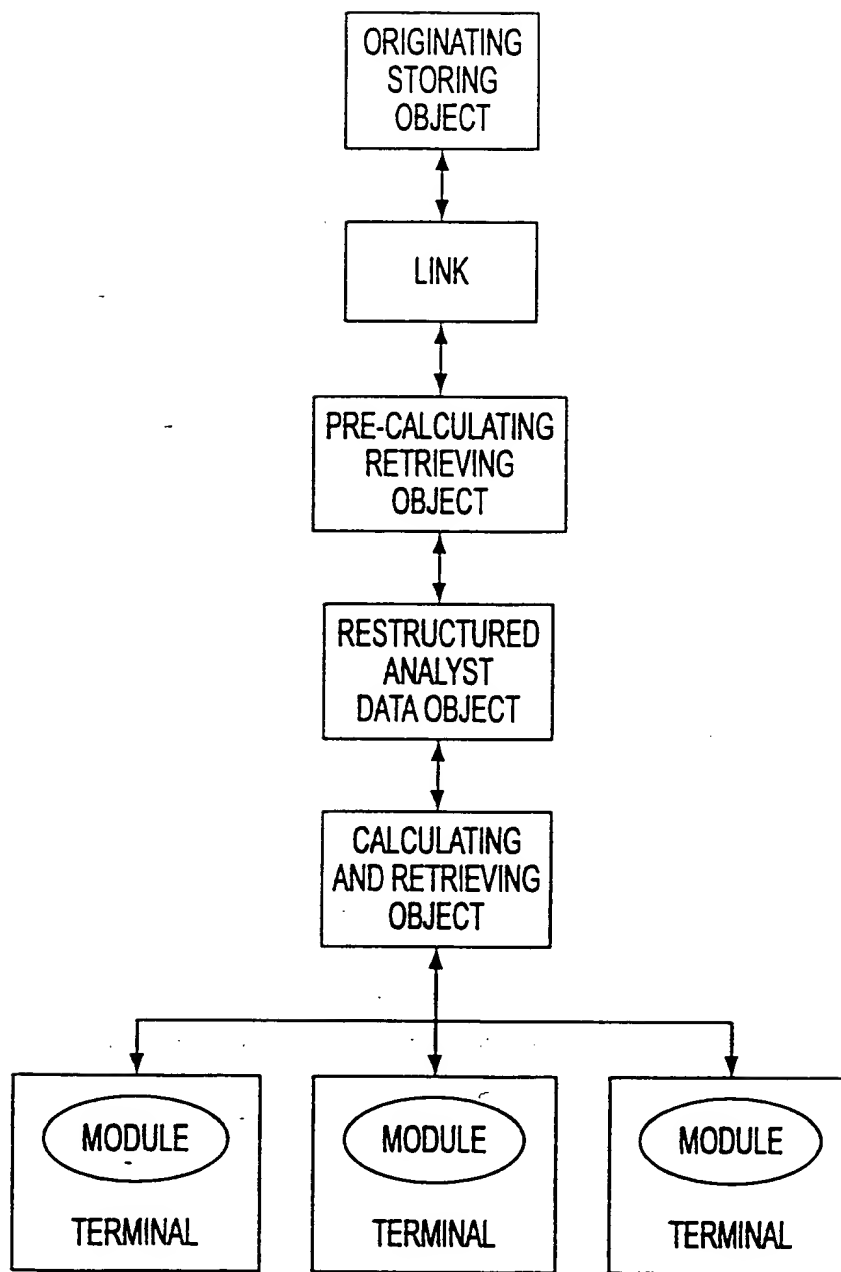 ORIGINATING
STORING
OBJECT
LINK
PRE-CALCULATING
RETRIEVING
OBJECT
RESTRUCTURED
ANALYST
DATA OBJECT
CALCULATING
AND RETRIEVING
OBJECT
MODULE
TERMINAL
MODULE
TERMINAL
MODULE
TERMINAL